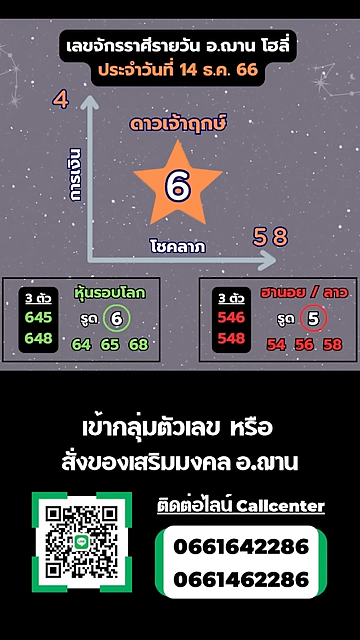 เลขจักรราศีรายวัน อ.ฌาน โฮลี่
ประจำวันที่ 14 ธ.ค. 66
4
ดาวเจ้าฤกษ์
การเงิน
6
โชคลาภ
5 8
3 ตัว
645
648
หุ้นรอบโลก
รูด 6
64 65 68
3 ตัว
546
548
ฮานอย / ลาว
รูด 5
54 56 58
เข้ากลุ่มตัวเลข หรือ
สั่งของเสริมมงคล อ.ฌาน
ติดต่อไลน์ Callcenter
0661642286
0661462286
LINE